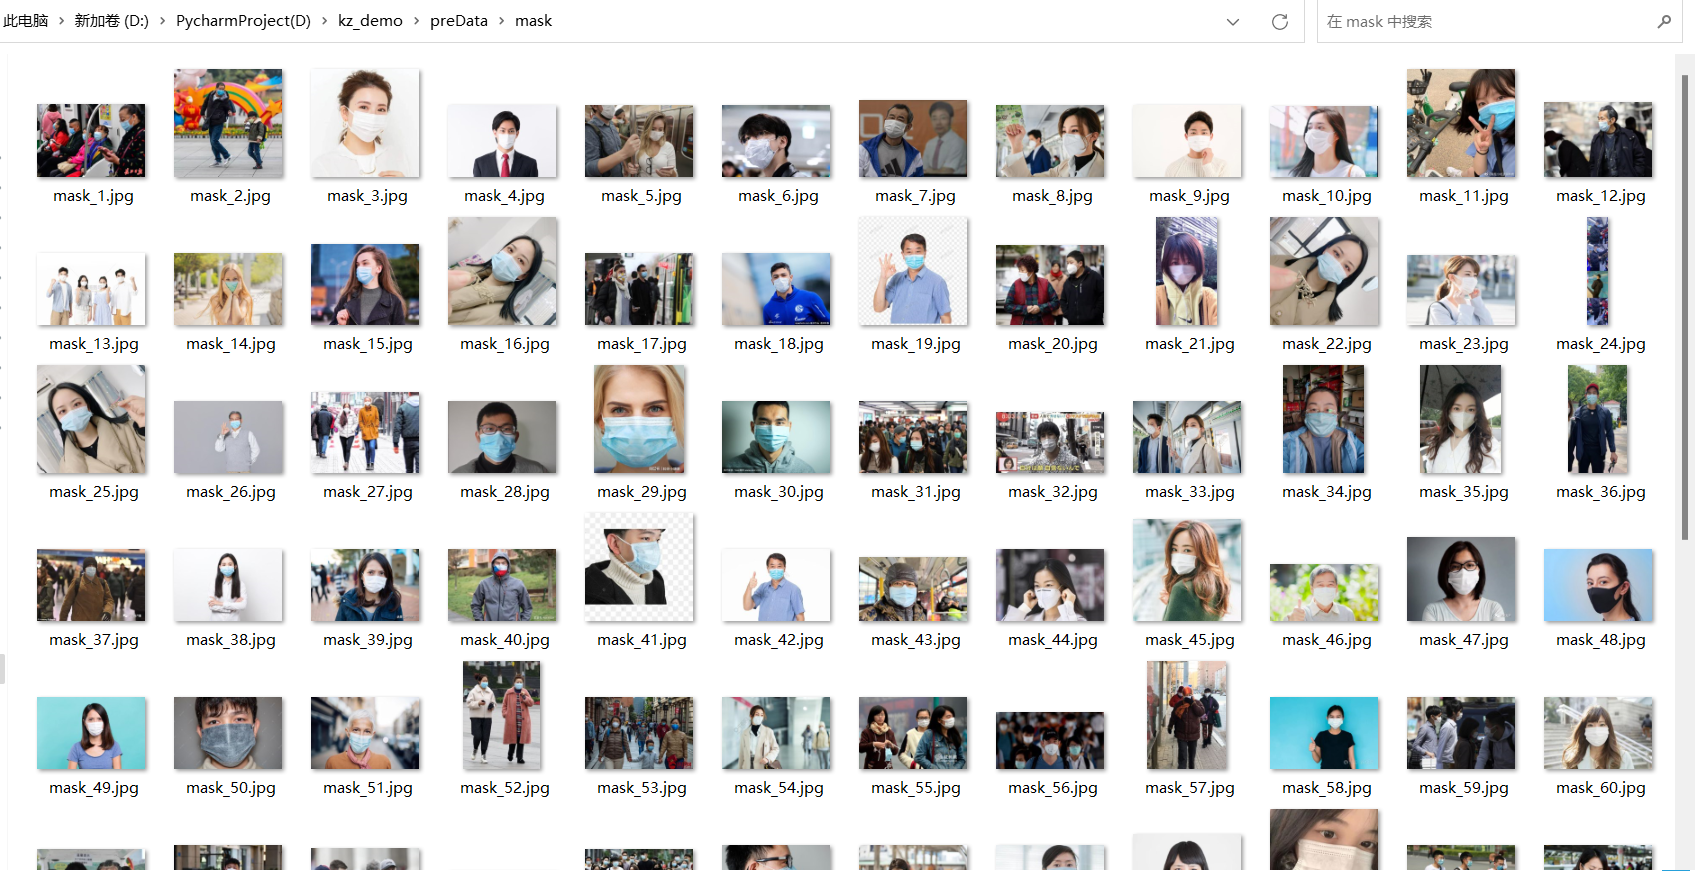 此电脑 > 新加卷 (D:) > PycharmProject(D) > kz_demo > preData > mask
在 mask 中搜索
mask_1.jpg mask_2.jpg mask_3.jpg mask_4.jpg mask_5.jpg mask_6.jpg mask_7.jpg mask_8.jpg mask_9.jpg mask_10.jpg mask_11.jpg mask_12.jpg
mask_13.jpg mask_14.jpg mask_15.jpg mask_16.jpg mask_17.jpg mask_18.jpg mask_19.jpg mask_20.jpg mask_21.jpg mask_22.jpg mask_23.jpg mask_24.jpg
mask_25.jpg mask_26.jpg mask_27.jpg mask_28.jpg mask_29.jpg mask_30.jpg mask_31.jpg mask_32.jpg mask_33.jpg mask_34.jpg mask_35.jpg mask_36.jpg
mask_37.jpg mask_38.jpg mask_39.jpg mask_40.jpg mask_41.jpg mask_42.jpg mask_43.jpg mask_44.jpg mask_45.jpg mask_46.jpg mask_47.jpg mask_48.jpg
mask_49.jpg mask_50.jpg mask_51.jpg mask_52.jpg mask_53.jpg mask_54.jpg mask_55.jpg mask_56.jpg mask_57.jpg mask_58.jpg mask_59.jpg mask_60.jpg